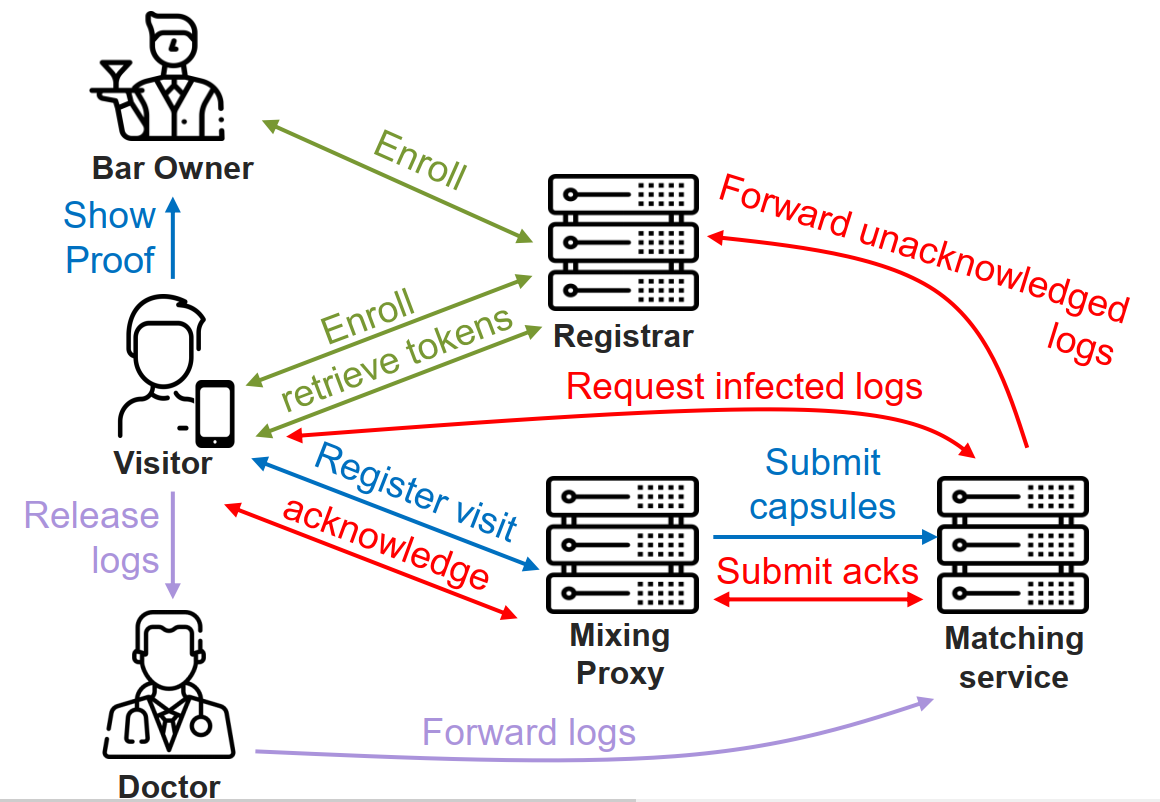 Bar Owner
Enroll
Show
Proof
Forward unacknowledged
logs
Enroll
retrieve tokens
Registrar
Request infected logs
Visitor
Register visit
acknowledge
Submit
capsules
Submit acks
Release
logs
Mixing
Proxy
Matching
service
Forward logs
Doctor